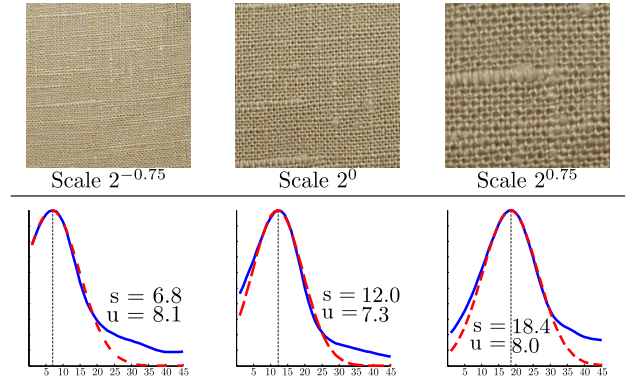 Scale 2^{-0.75} Scale 2^{0} Scale 2^{0.75}
s = 6.8 s = 12.0 s = 18.4
u = 8.1 u = 7.3 u = 8.0
5 10 15 20 25 30 35 40 45 5 10 15 20 25 30 35 40 45 5 10 15 20 25 30 35 40 45